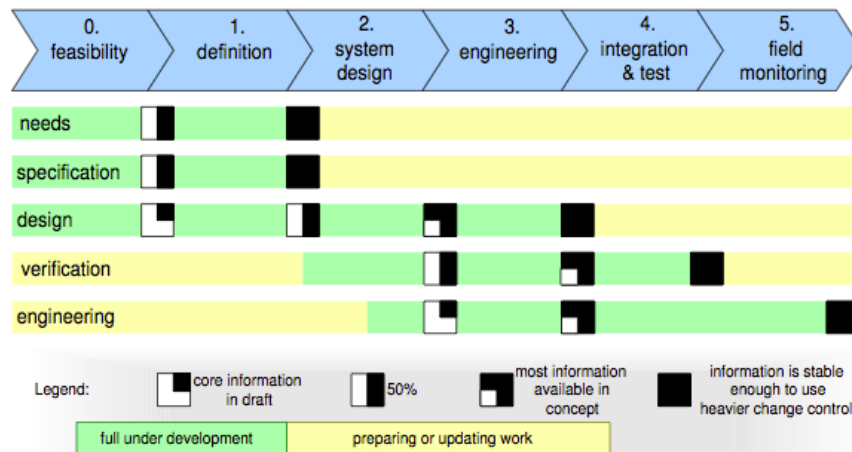 0.
feasibility
1.
definition
2.
system
design
3.
engineering
4.
integration
& test
5.
field
monitoring
needs
specification
design
verification
engineering
Legend:
core information
in draft
50%
most information
available in
concept
information is stable
enough to use
heavier change control
full under development
preparing or updating work